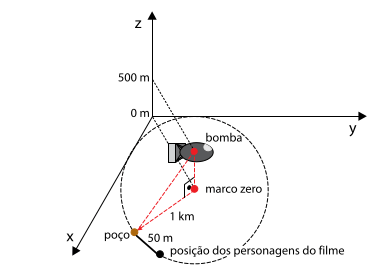 z
500 m
0 m
y
bomba
marco zero
1 km
poço
50 m
x
posição dos personagens do filme